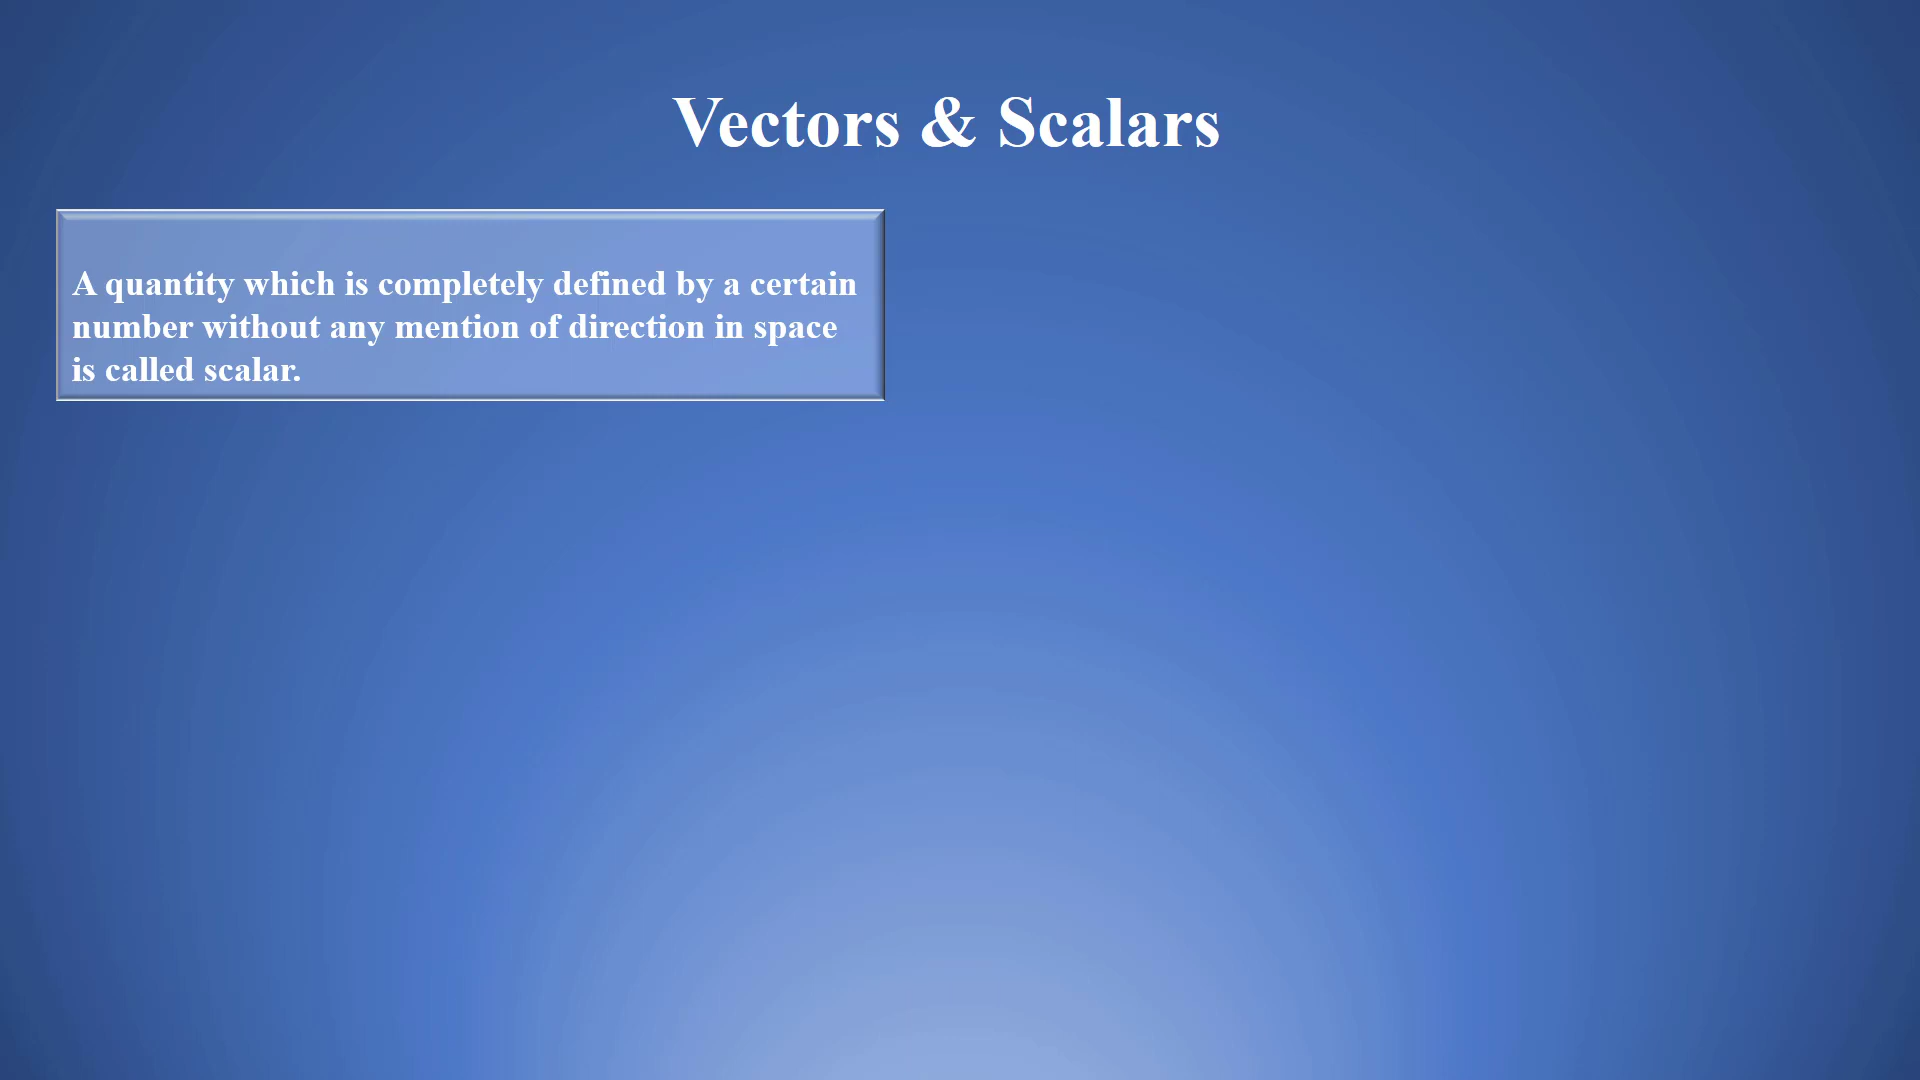 Vectors & Scalars
A quantity which is completely defined by a certain
number without any mention of direction in space
is called scalar.